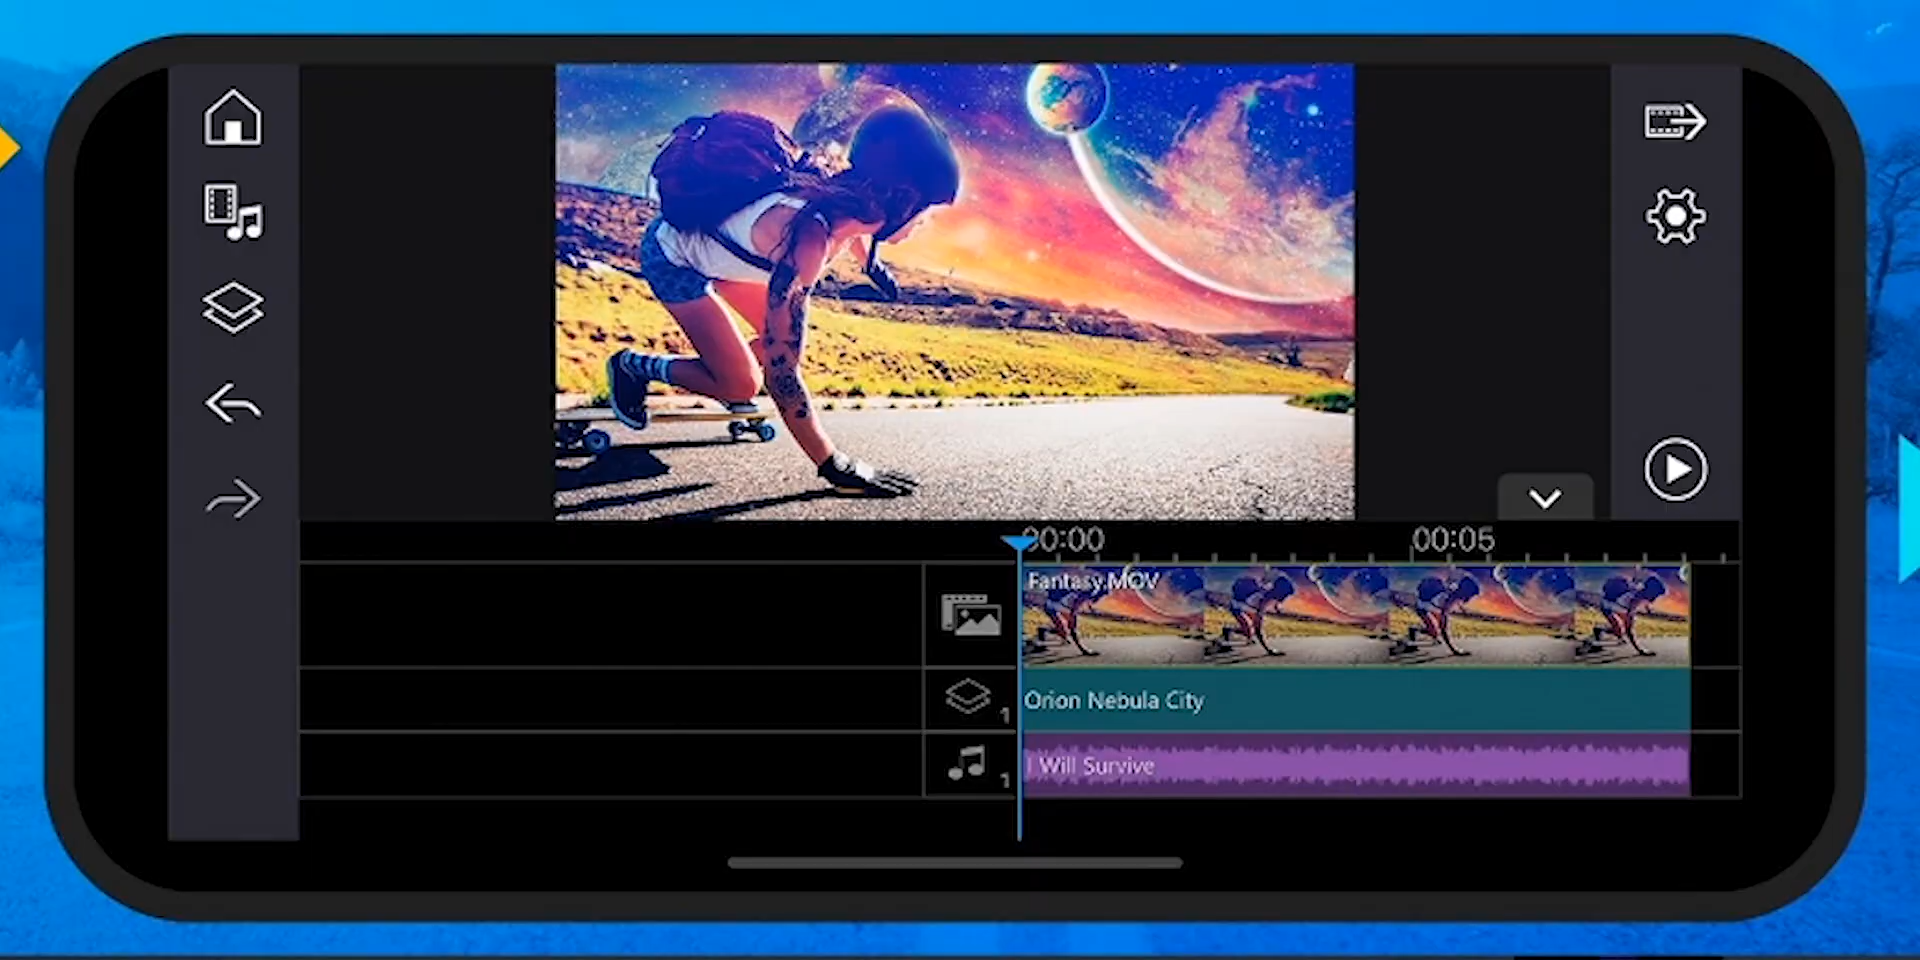 00:00 00:05
Fantasy.MOV
1 Orion Nebula City
1 I Will Survive